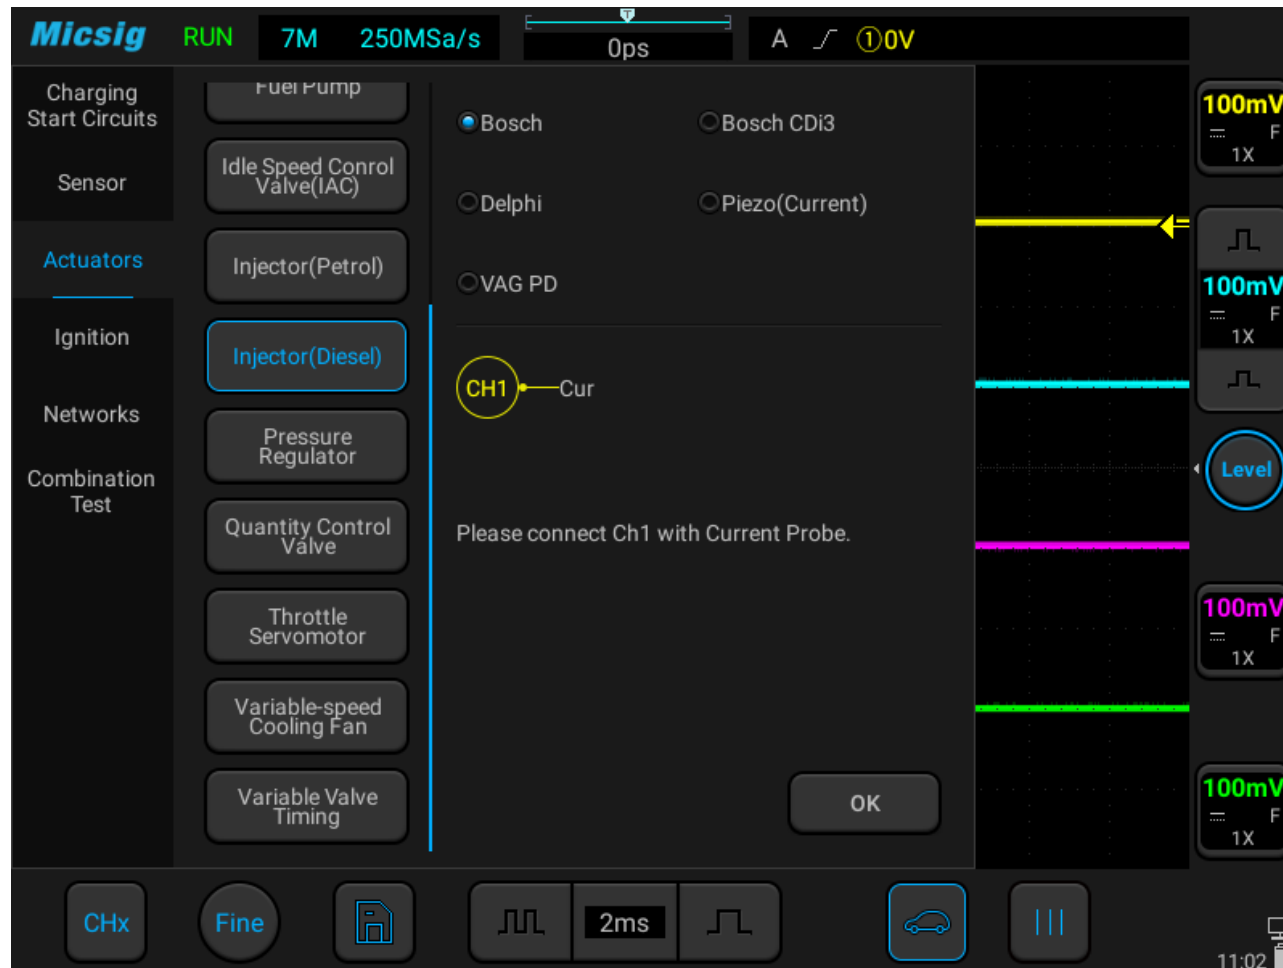 Micsig RUN 7M 250MSa/s T 0ps A ①0V
Charging
Start Circuits
Sensor
Actuators
Ignition
Networks
Combination
Test
Fuel Pump
Idle Speed Conrol
Valve(IAC)
Injector(Petrol)
Injector(Diesel)
Pressure
Regulator
Quantity Control
Valve
Throttle
Servomotor
Variable-speed
Cooling Fan
Variable Valve
Timing
Bosch Bosch CDi3
Delphi Piezo(Current)
VAG PD
CH1 Cur
Please connect Ch1 with Current Probe.
OK
100mV
F
1X
100mV
F
1X
Level
100mV
F
1X
100mV
F
1X
CHx Fine 2ms
11:02